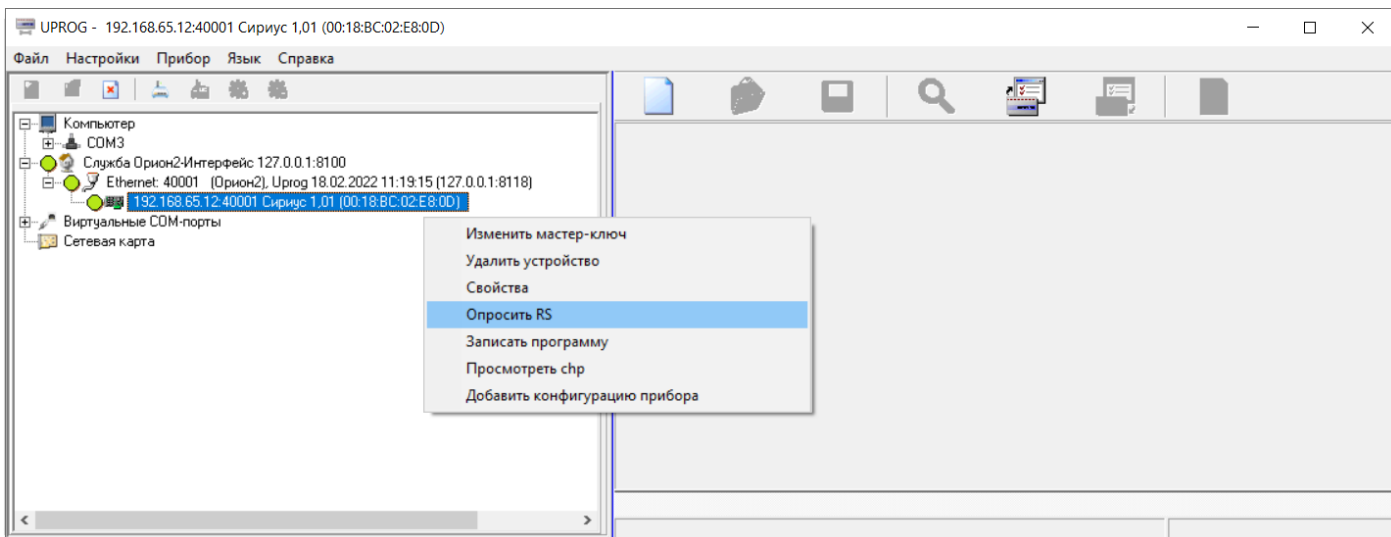 UPROG - 192.168.65.12:40001 Сириус 1,01 (00:18:BC:02:E8:0D)
Файл Настройки Прибор Язык Справка
Компьютер
COM3
Служба Орион2-Интерфейс 127.0.0.1:8100
Ethernet: 40001 (Орион2), Uprog 18.02.2022 11:19:15 (127.0.0.1:8118)
192.168.65.12:40001 Сириус 1,01 (00:18:BC:02:E8:0D)
Виртуальные COM-порты
Сетевая карта
Изменить мастер-ключ
Удалить устройство
Свойства
Опросить RS
Записать программу
Просмотреть chp
Добавить конфигурацию прибора